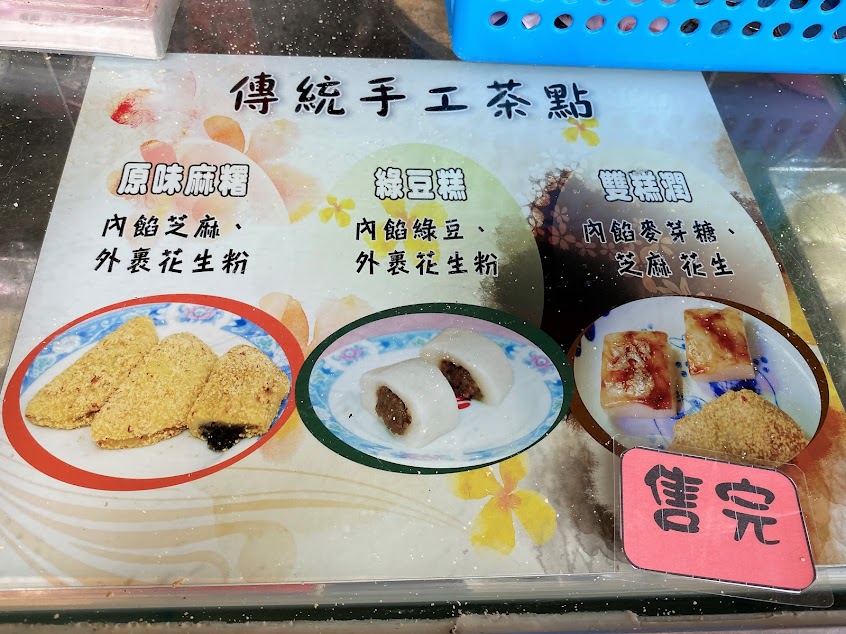 傳統手工茶點
原味麻糬
內餡芝麻、
外裹花生粉
綠豆糕
內餡綠豆、
外裹花生粉
雙糕潤
內餡麥芽糖、
芝麻花生
售完